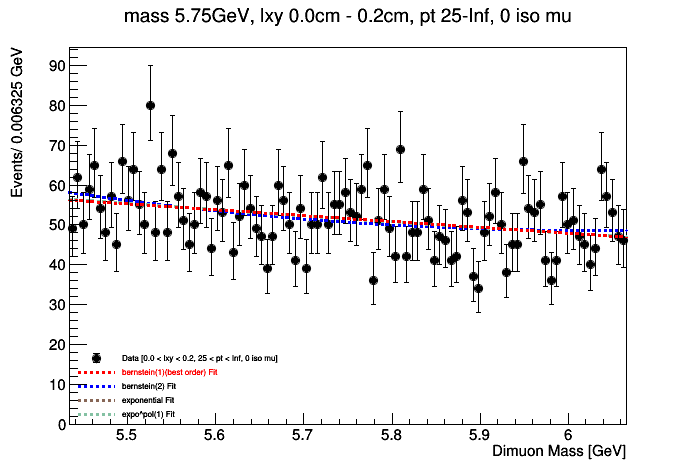 mass 5.75GeV, lxy 0.0cm - 0.2cm, pt 25-Inf, 0 iso mu
Events/ 0.006325 GeV
90
80
70
60
50
40
30
20
10
0
Data [0.0 < lxy < 0.2, 25 < pt < Inf, 0 iso mu]
bernstein(1)(best order) Fit
bernstein(2) Fit
exponential Fit
expo*pol(1) Fit
5.5 5.6 5.7 5.8 5.9 6
Dimuon Mass [GeV]